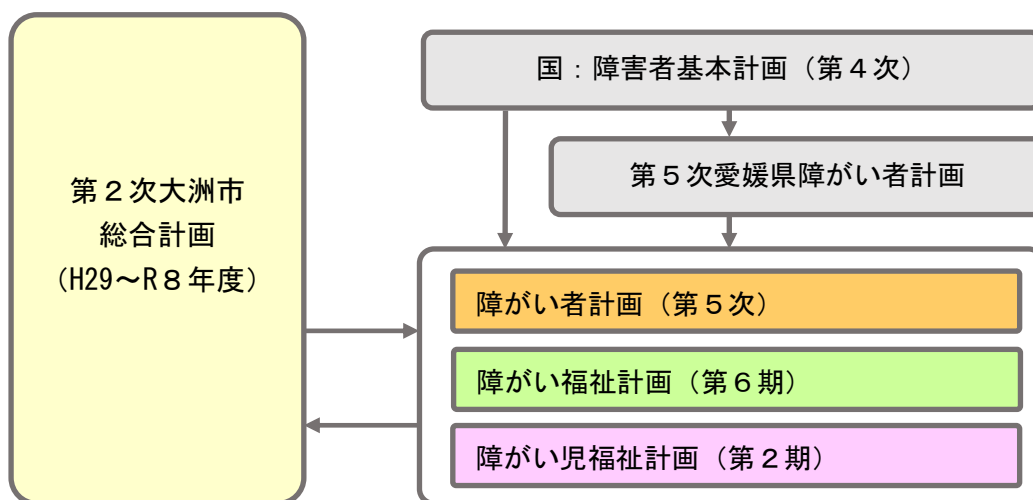 第２次大洲市
総合計画
（H29～R８年度）
国：障害者基本計画（第４次）
第５次愛媛県障がい者計画
障がい者計画（第５次）
障がい福祉計画（第６期）
障がい児福祉計画（第２期）